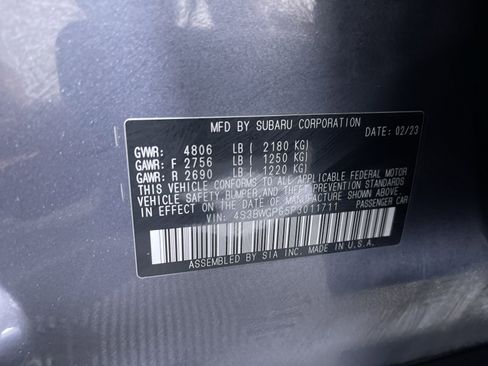 MFD BY SUBARU CORPORATION
DATE: 02/23
GVWR: 4806 LB ( 2180 KG)
GAWR: F 2756 LB ( 1250 KG)
GAWR: R 2690 LB ( 1220 KG)
THIS VEHICLE CONFORMS TO ALL APPLICABLE FEDERAL MOTOR
VEHICLE SAFETY, BUMPER, AND THEFT PREVENTION STANDARDS
IN EFFECT ON THE DATE OF MANUFACTURE SHOWN ABOVE.
VIN: 4S3BWGP65P3011711 PASSENGER CAR
ASSEMBLED BY SIA INC. MADE IN U.S.A.